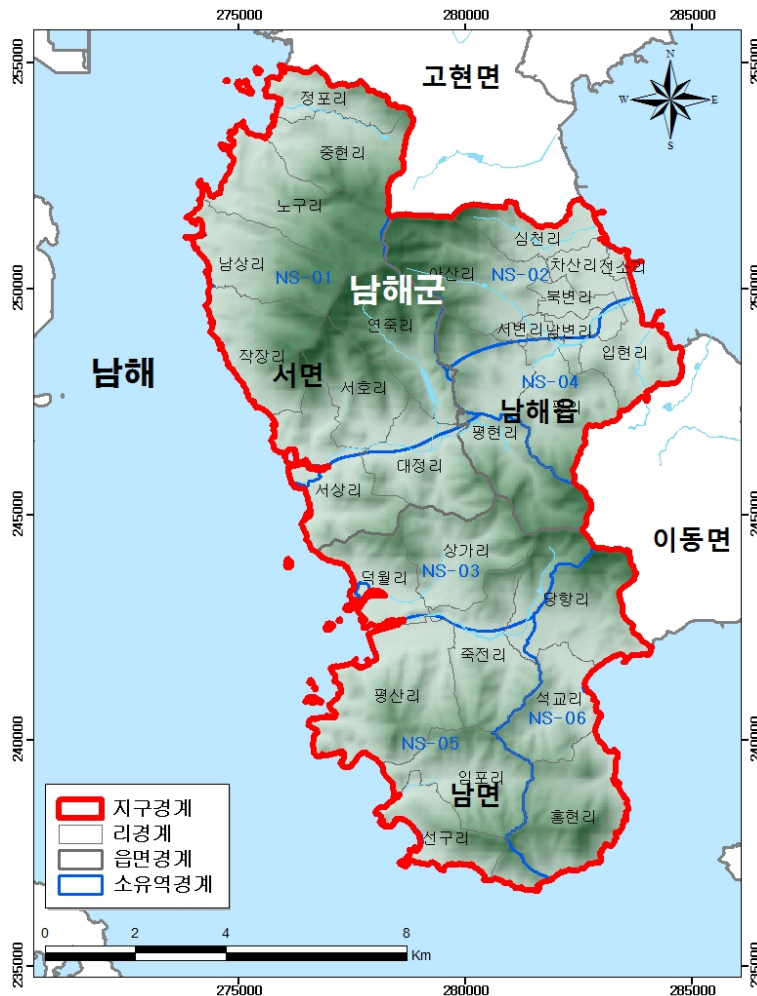 275000
280000
285000
255000
255000
고현면
N
W
E
S
정포리
중현리
노구리
심천리
남상리
NS-01
아산리
NS-02
차산리
선소리
250000
250000
남해군
북변리
연죽리
서변리
남변리
입현리
작장리
남해
서면
서호리
NS-04
남해읍
평현리
대정리
서상리
245000
245000
이동면
상가리
덕월리
NS-03
당항리
죽전리
평산리
석교리
NS-06
240000
240000
NS-05
임포리
남면
홍현리
선구리
지구경계
리경계
읍면경계
소유역경계
0
2
4
8
Km
235000
235000
275000
280000
285000